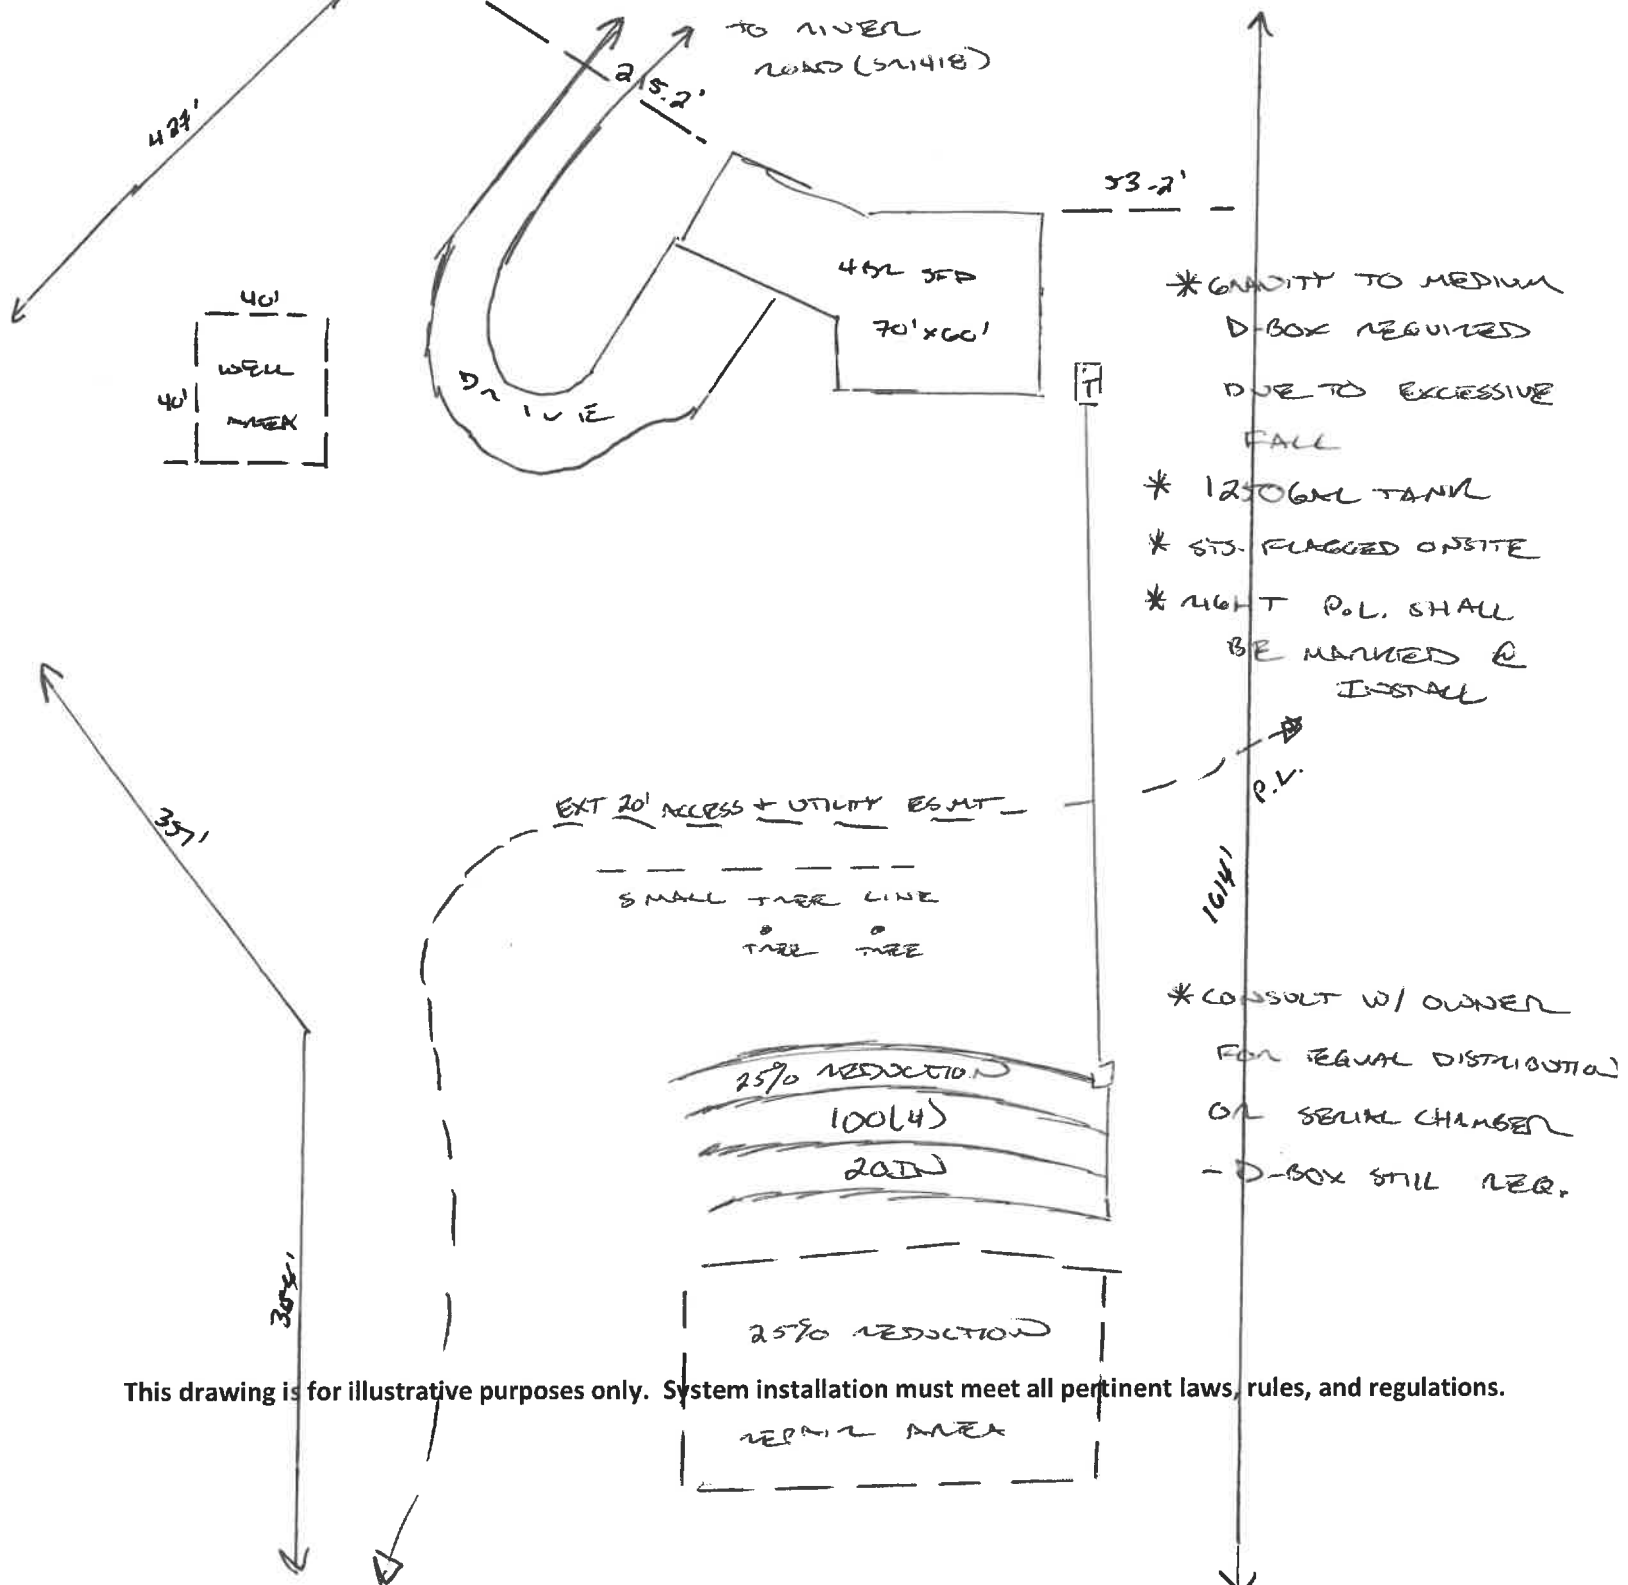 TO RIVER
ROAD (SR1418)
215.2'
427'
53.2'
40'
WELL
AREA
40'
4BR SFD
70'x60'
DRIVE
T
*GRAVITY TO MEDIUM
D-BOX REQUIRED
DUE TO EXCESSIVE
FALL
* 1250GAL TANK
* SYS. FLAGGED ONSITE
* RIGHT P.L. SHALL
BE MARKED @
INSTALL
P.L.
EXT 20' ACCESS + UTILITY ESMT
357'
SMALL TREE LINE
TREE TREE
1614'
*CONSULT W/ OWNER
FOR EQUAL DISTRIBUTION
OR SERIAL CHAMBER
- D-BOX STILL REQ.
25% REDUCTION
100(4)
20IN
25% REDUCTION
This drawing is for illustrative purposes only. System installation must meet all pertinent laws, rules, and regulations.
REPAIR AREA